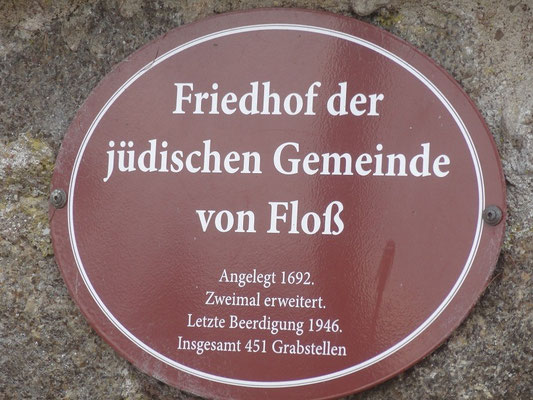 Friedhof der
jüdischen Gemeinde
von Floß
Angelegt 1692.
Zweimal erweitert.
Letzte Beerdigung 1946.
Insgesamt 451 Grabstellen